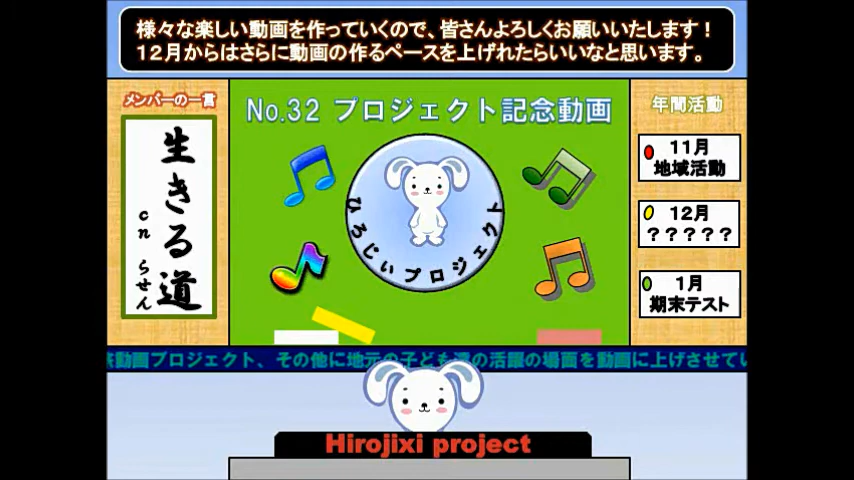 様々な楽しい動画を作っていくので、皆さんよろしくお願いいたします！
１２月からはさらに動画の作るペースを上げれたらいいなと思います。
メンバーの一言
生きる道
cn らせん
No.32 プロジェクト記念動画
ひろじぃプロジェクト
年間活動
１１月
地域活動
１２月
？？？？？
１月
期末テスト
動画プロジェクト、その他に地元の子ども達の活躍の場面を動画に上げさせてい
Hirojixi project